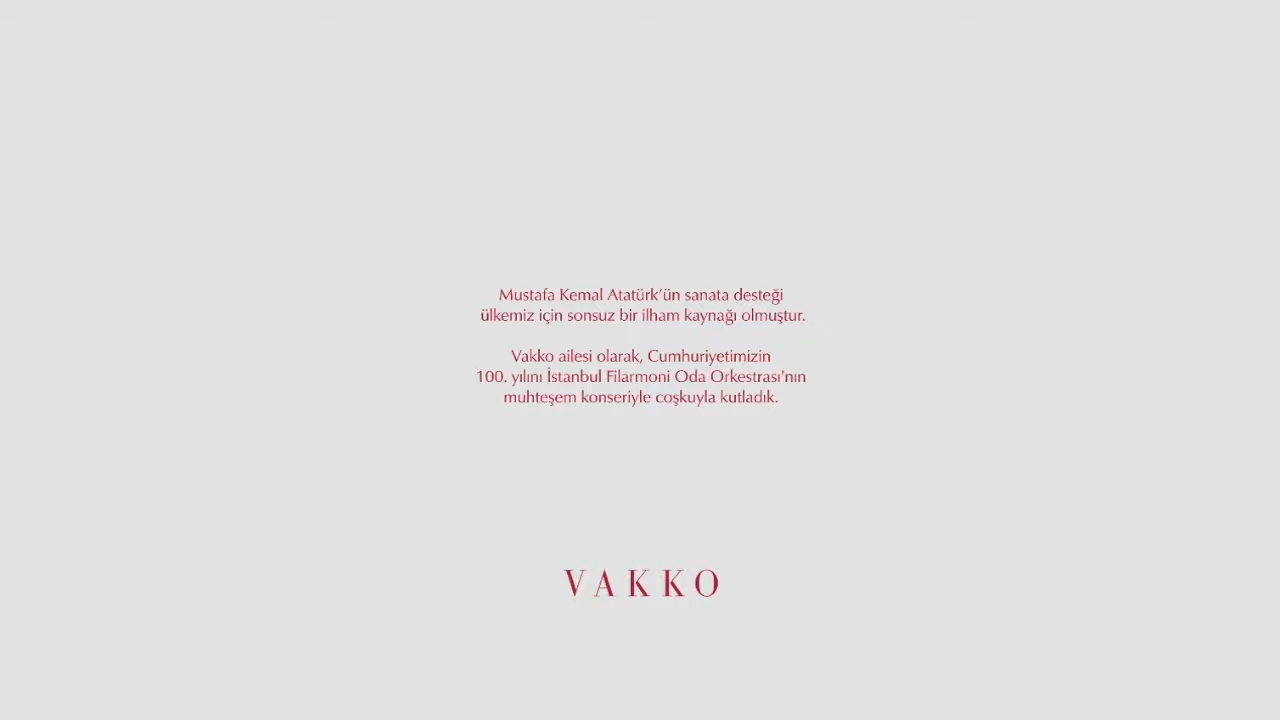 Mustafa Kemal Atatürk’ün sanata desteği
ülkemiz için sonsuz bir ilham kaynağı olmuştur.
Vakko ailesi olarak, Cumhuriyetimizin
100. yılını İstanbul Filarmoni Oda Orkestrası'nın
muhteşem konseriyle coşkuyla kutladık.
VAKKO